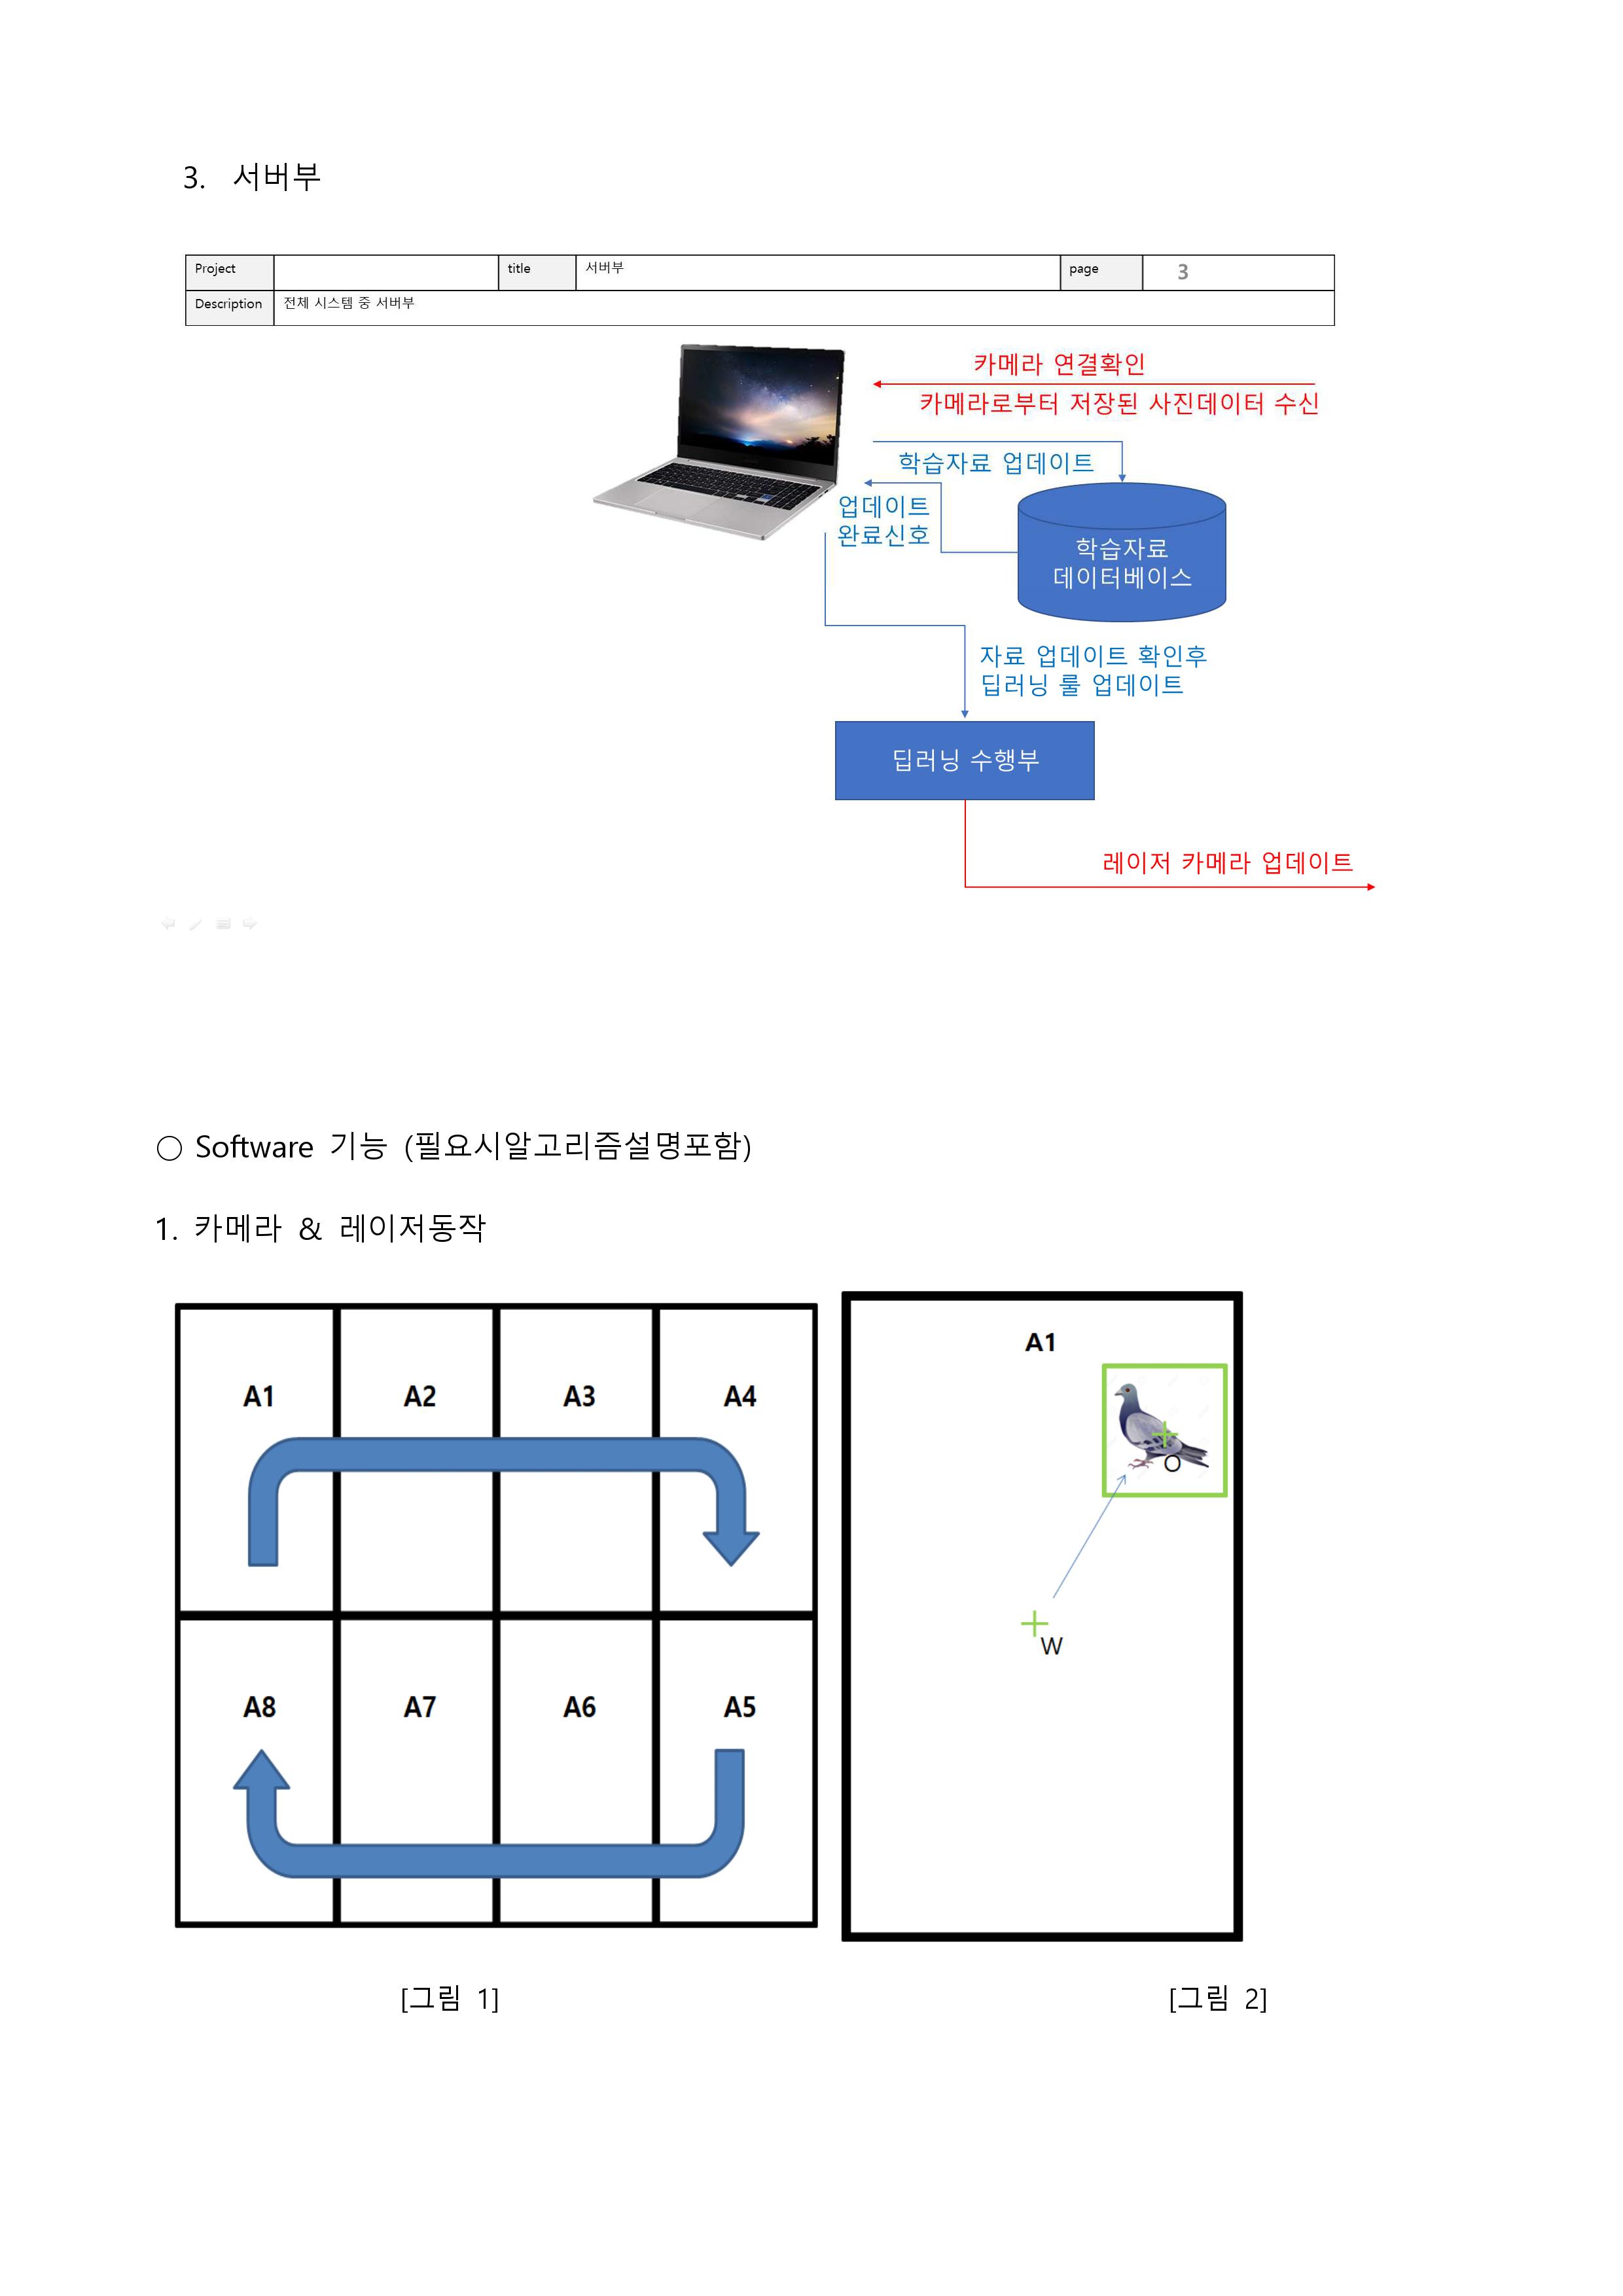 3. 서버부
Project title 서버부 page 3
Description 전체 시스템 중 서버부
카메라 연결확인
카메라로부터 저장된 사진데이터 수신
학습자료 업데이트
업데이트
완료신호
학습자료
데이터베이스
자료 업데이트 확인후
딥러닝 룰 업데이트
딥러닝 수행부
레이저 카메라 업데이트
○ Software 기능 (필요시알고리즘설명포함)
1. 카메라 & 레이저동작
A1 A2 A3 A4
A8 A7 A6 A5
A1
O
W
[그림 1] [그림 2]